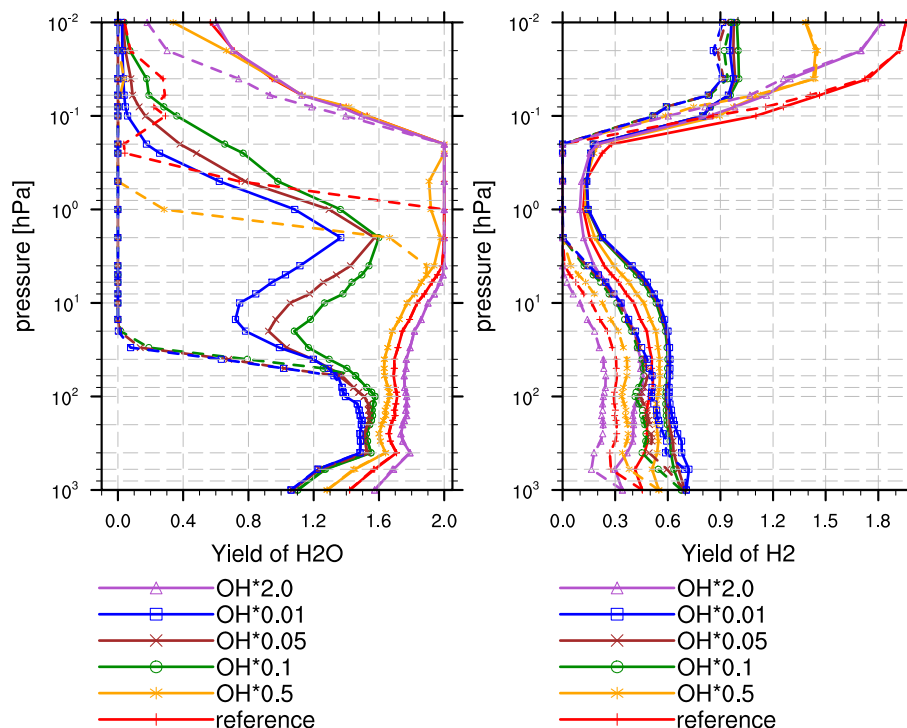 10-2 10-2
10-1 10-1
pressure [hPa] pressure [hPa]
100 100
101 101
102 102
103 103
0.0 0.4 0.8 1.2 1.6 2.0 0.0 0.3 0.6 0.9 1.2 1.5 1.8
Yield of H2O Yield of H2
OH*2.0 OH*2.0
OH*0.01 OH*0.01
OH*0.05 OH*0.05
OH*0.1 OH*0.1
OH*0.5 OH*0.5
reference reference